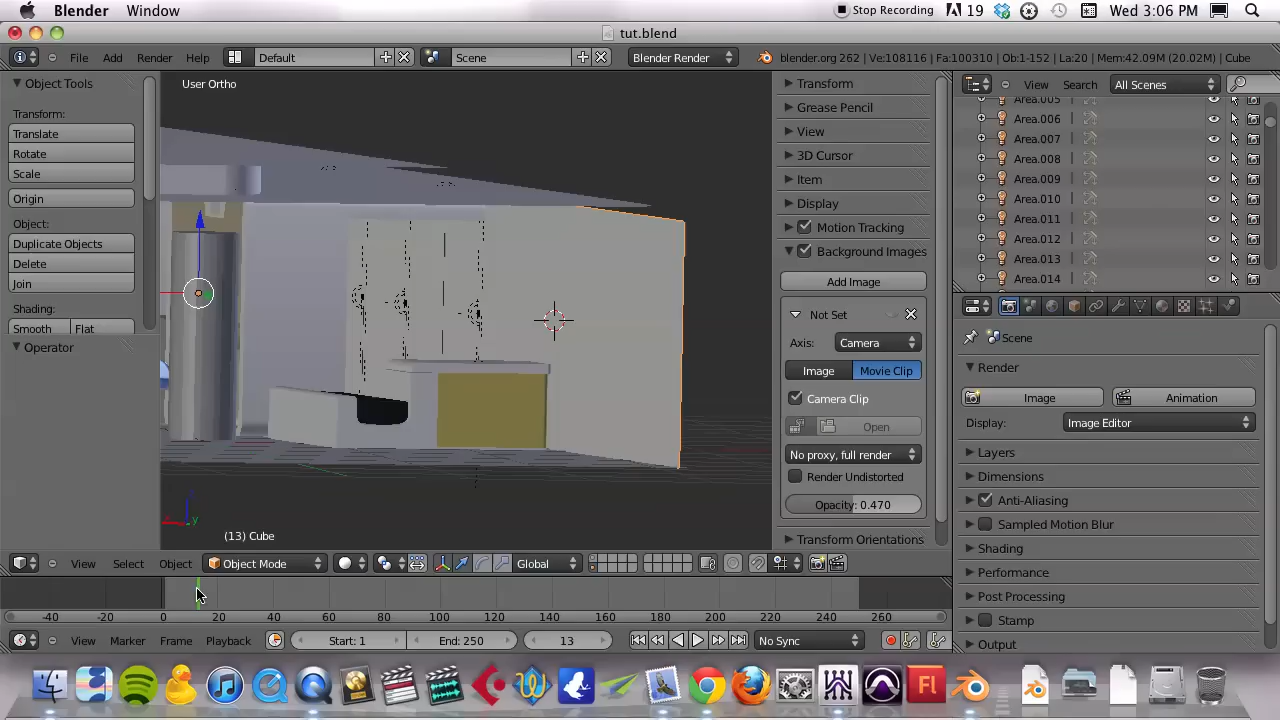 Blender Window Stop Recording 19 Wed 3:06 PM
tut.blend
File Add Render Help Default Scene Blender Render blender.org 262 | Ve:108116 | Fa:100310 | Ob:1-152 | La:20 | Mem:42.09M (20.02M) | Cube
Object Tools
Transform:
Translate
Rotate
Scale
Origin
Object:
Duplicate Objects
Delete
Join
Shading:
Smooth Flat
Operator
User Ortho
(13) Cube
Transform
Grease Pencil
View
3D Cursor
Item
Display
Motion Tracking
Background Images
Add Image
Not Set
Axis: Camera
Image Movie Clip
Camera Clip
Open
No proxy, full render
Render Undistorted
Opacity: 0.470
Transform Orientations
View Search All Scenes
Area.005
Area.006
Area.007
Area.008
Area.009
Area.010
Area.011
Area.012
Area.013
Area.014
Scene
Render
Image Animation
Display: Image Editor
Layers
Dimensions
Anti-Aliasing
Sampled Motion Blur
Shading
Performance
Post Processing
Stamp
Output
View Select Object Object Mode Global
-40 -20 0 20 40 60 80 100 120 140 160 180 200 220 240 260
View Marker Frame Playback Start: 1 End: 250 13 No Sync
Fl